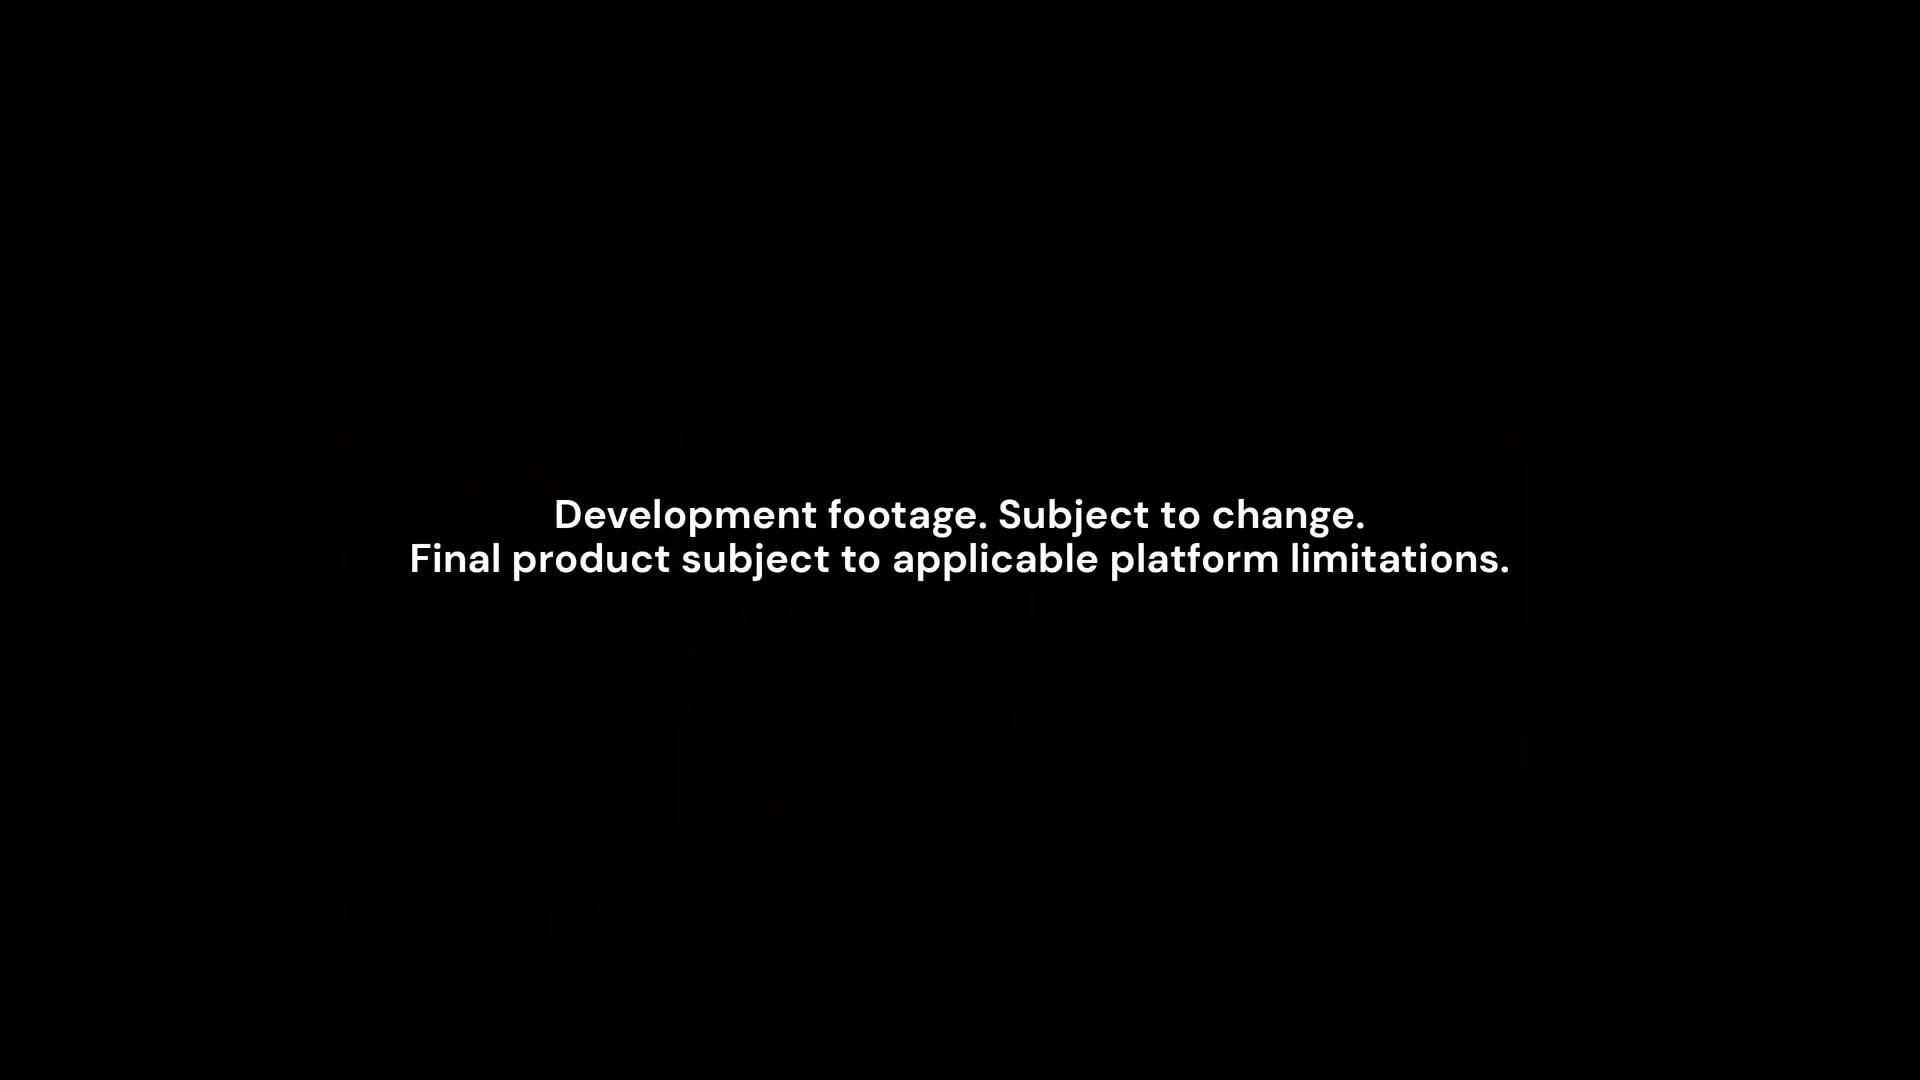 Development footage. Subject to change.
Final product subject to applicable platform limitations.